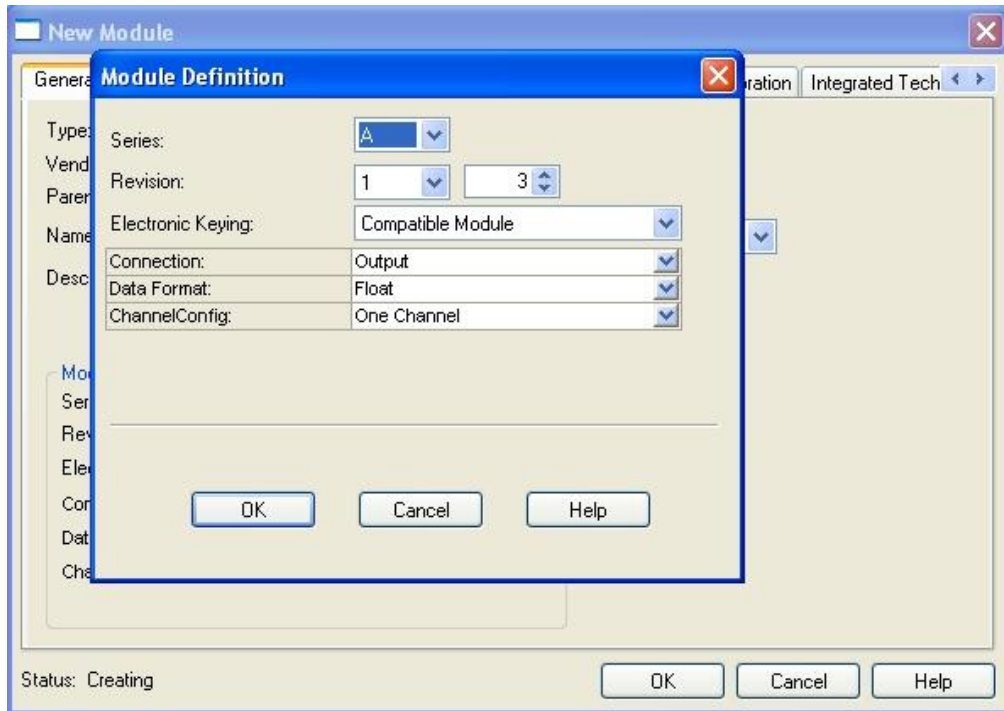 New Module
Module Definition
Genera
ration
Integrated Tech
Type:
Vend
Paren
Name
Desc
Series:
A
Revision:
1
3
Electronic Keying:
Compatible Module
Connection:
Output
Data Format:
Float
ChannelConfig:
One Channel
Mod
Ser
Rev
Elec
Con
Dat
Cha
OK
Cancel
Help
Status: Creating
OK
Cancel
Help